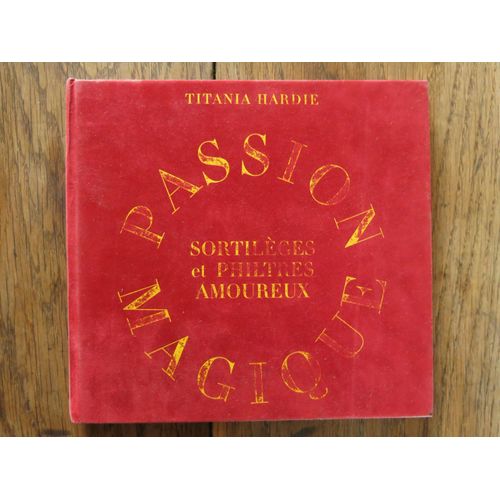 TITANIA HARDIE
PASSION
MAGIQUE
SORTILÈGES
et PHILTRES
AMOUREUX